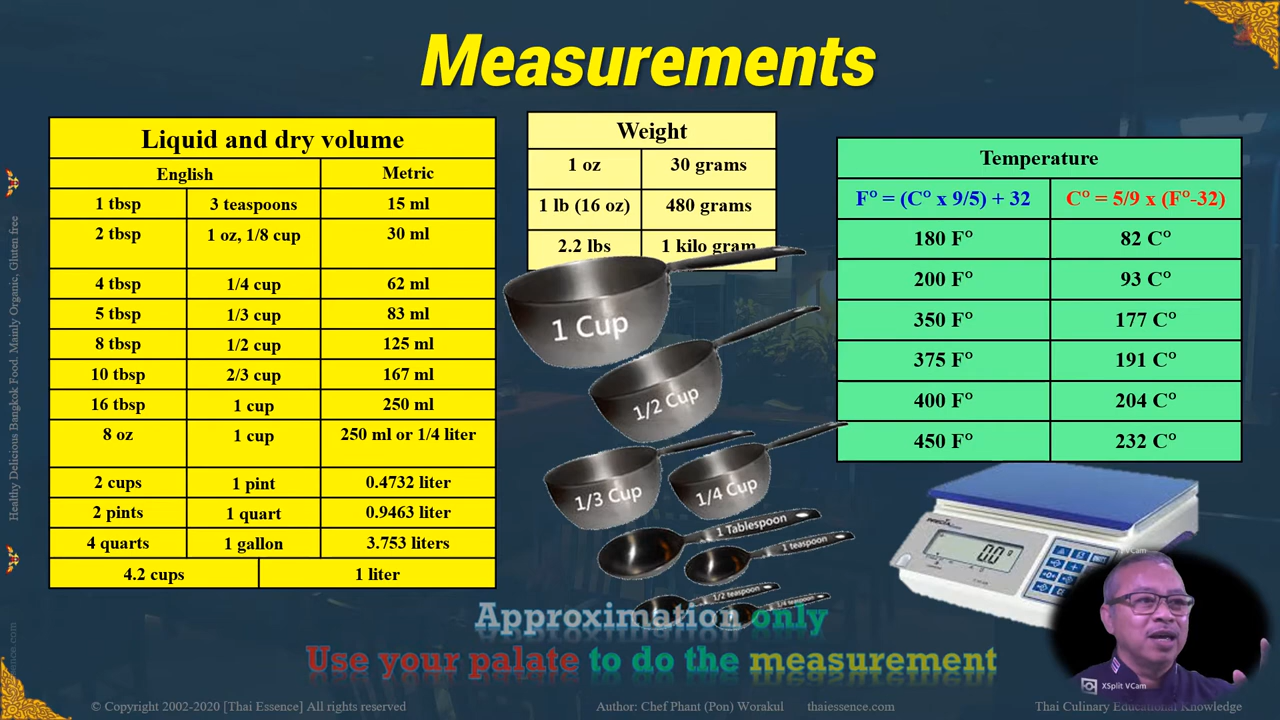 Measurements
Liquid and dry volume
English Metric
1 tbsp 3 teaspoons 15 ml
2 tbsp 1 oz, 1/8 cup 30 ml
4 tbsp 1/4 cup 62 ml
5 tbsp 1/3 cup 83 ml
8 tbsp 1/2 cup 125 ml
10 tbsp 2/3 cup 167 ml
16 tbsp 1 cup 250 ml
8 oz 1 cup 250 ml or 1/4 liter
2 cups 1 pint 0.4732 liter
2 pints 1 quart 0.9463 liter
4 quarts 1 gallon 3.753 liters
4.2 cups 1 liter
Weight
1 oz 30 grams
1 lb (16 oz) 480 grams
2.2 lbs 1 kilo gram
1 Cup
1/2 Cup
1/3 Cup
1/4 Cup
1 Tablespoon
1 teaspoon
1/2 teaspoon
1/4 teaspoon
Temperature
F° = (C° x 9/5) + 32 C° = 5/9 x (F°-32)
180 F° 82 C°
200 F° 93 C°
350 F° 177 C°
375 F° 191 C°
400 F° 204 C°
450 F° 232 C°
0.0
XSplit VCam
Approximation only
Use your palate to do the measurement
Healthy Delicious Bangkok Food. Mainly Organic, Gluten free
© Copyright 2002-2020 [Thai Essence] All rights reserved
Author: Chef Phant (Pon) Worakul thaiessence.com
Thai Culinary Educational Knowledge